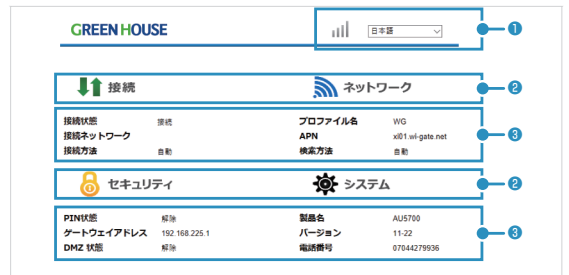 GREEN HOUSE
日本語
❶
接続
ネットワーク
❷
接続状態 接続 プロファイル名 WG
接続ネットワーク APN xi01.wi-gate.net
接続方法 自動 検索方法 自動
❸
セキュリティ
システム
❷
PIN状態 解除 製品名 AU5700
ゲートウェイアドレス 192.168.225.1 バージョン 11-22
DMZ 状態 解除 電話番号 07044279936
❸